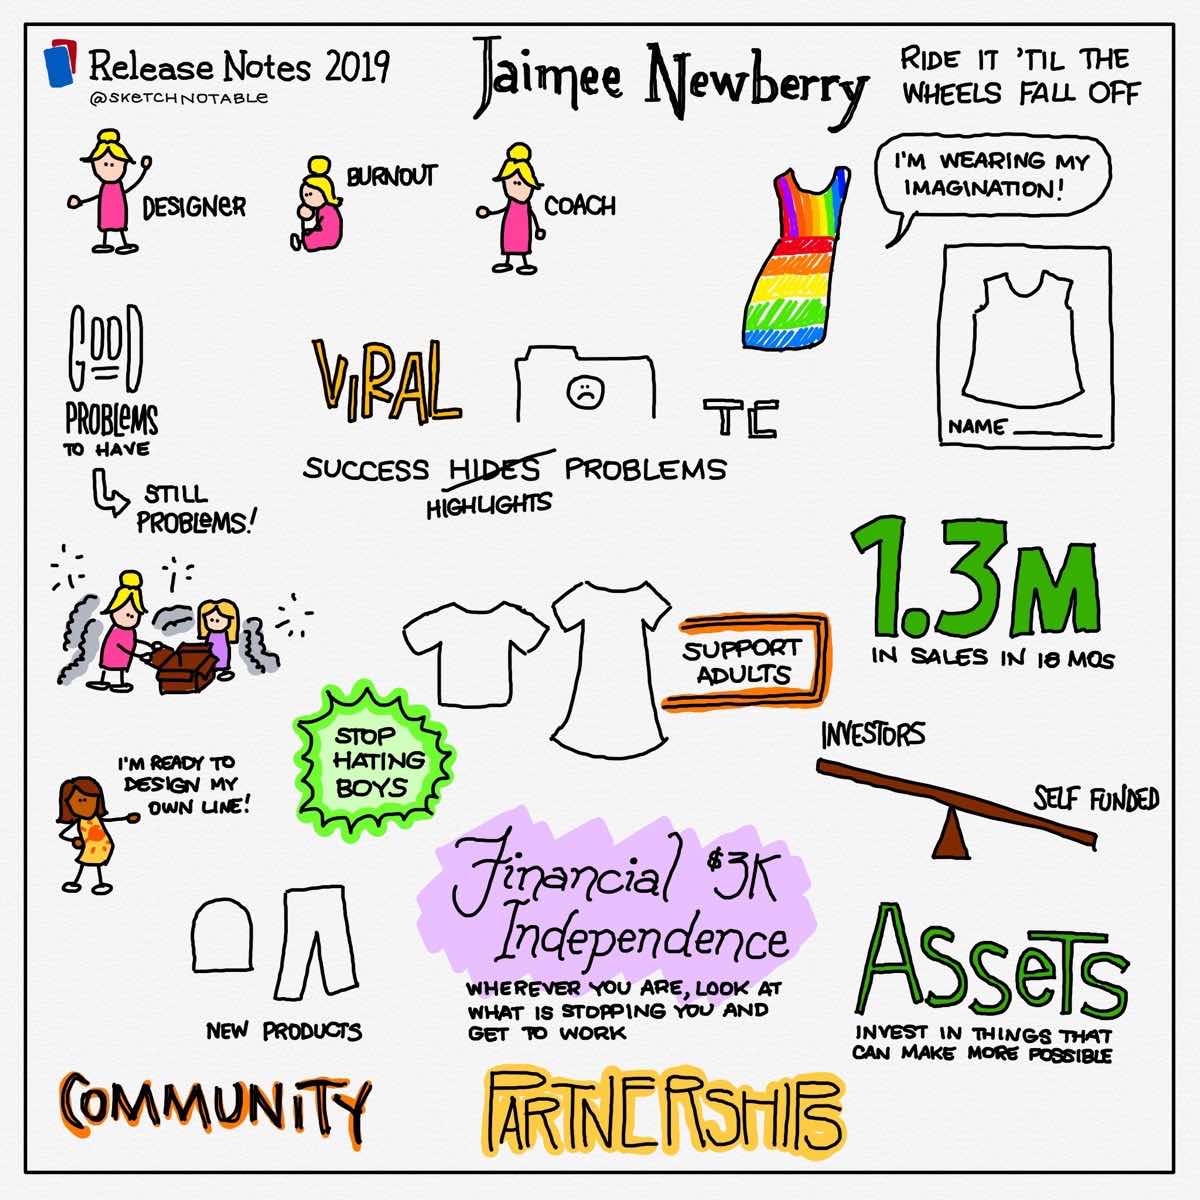 Release Notes 2019
@SKETCHNOTABLE
Jaimee Newberry
RIDE IT 'TIL THE
WHEELS FALL OFF
DESIGNER
BURNOUT
COACH
I'M WEARING MY
IMAGINATION!
NAME
GOOD
PROBLEMS
TO HAVE
STILL
PROBLEMS!
VIRAL
TC
SUCCESS HIDES PROBLEMS
HIGHLIGHTS
1.3M
IN SALES IN 18 MOS
SUPPORT
ADULTS
STOP
HATING
BOYS
INVESTORS
SELF FUNDED
I'M READY TO
DESIGN MY
OWN LINE!
NEW PRODUCTS
Financial $3K
Independence
WHEREVER YOU ARE, LOOK AT
WHAT IS STOPPING YOU AND
GET TO WORK
ASSETS
INVEST IN THINGS THAT
CAN MAKE MORE POSSIBLE
COMMUNITY
PARTNERSHIPS